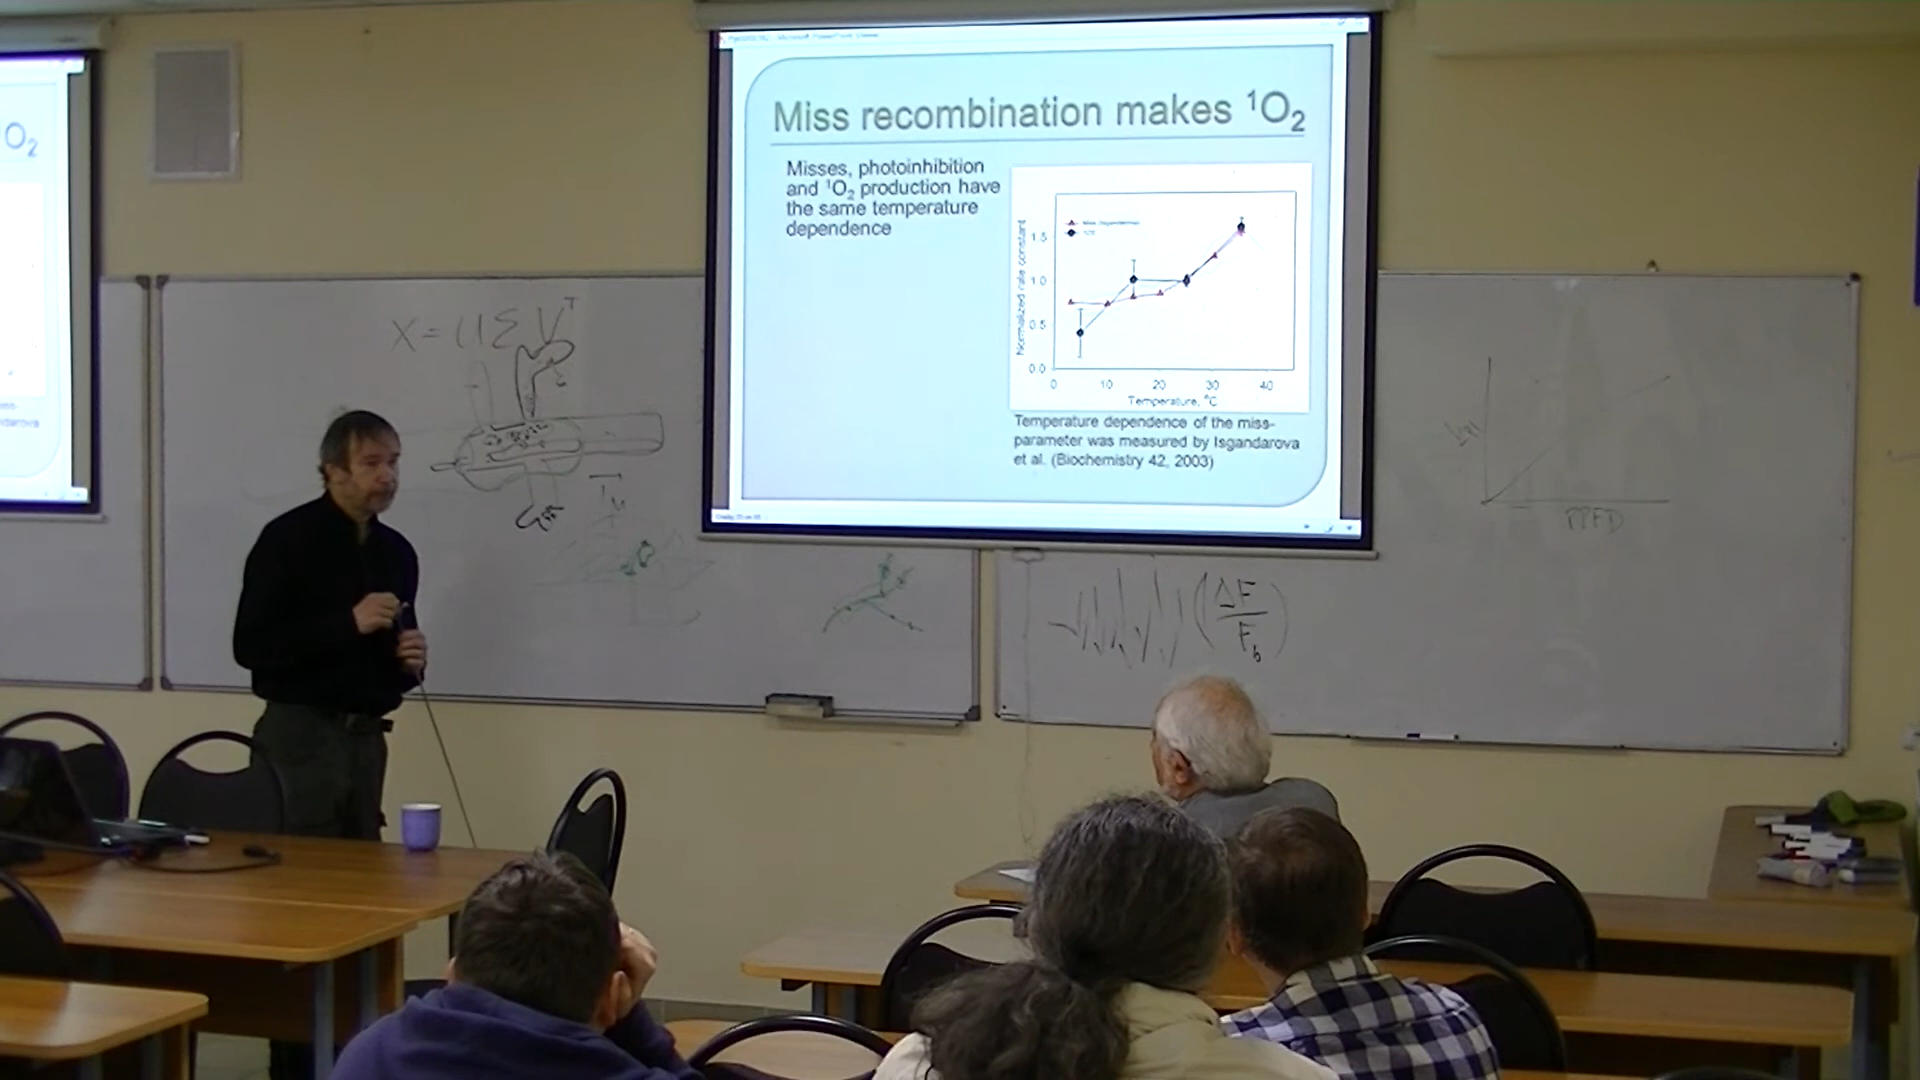 O₂
Miss recombination makes ¹O₂
Misses, photoinhibition
and ¹O₂ production have
the same temperature
dependence
Normalized rate constant
1.5
1.0
0.5
0.0
0 10 20 30 40
Temperature, °C
Temperature dependence of the miss-
parameter was measured by Isgandarova
et al. (Biochemistry 42, 2003)
X = U Σ V^T
PPFD
(ΔF
F_b)